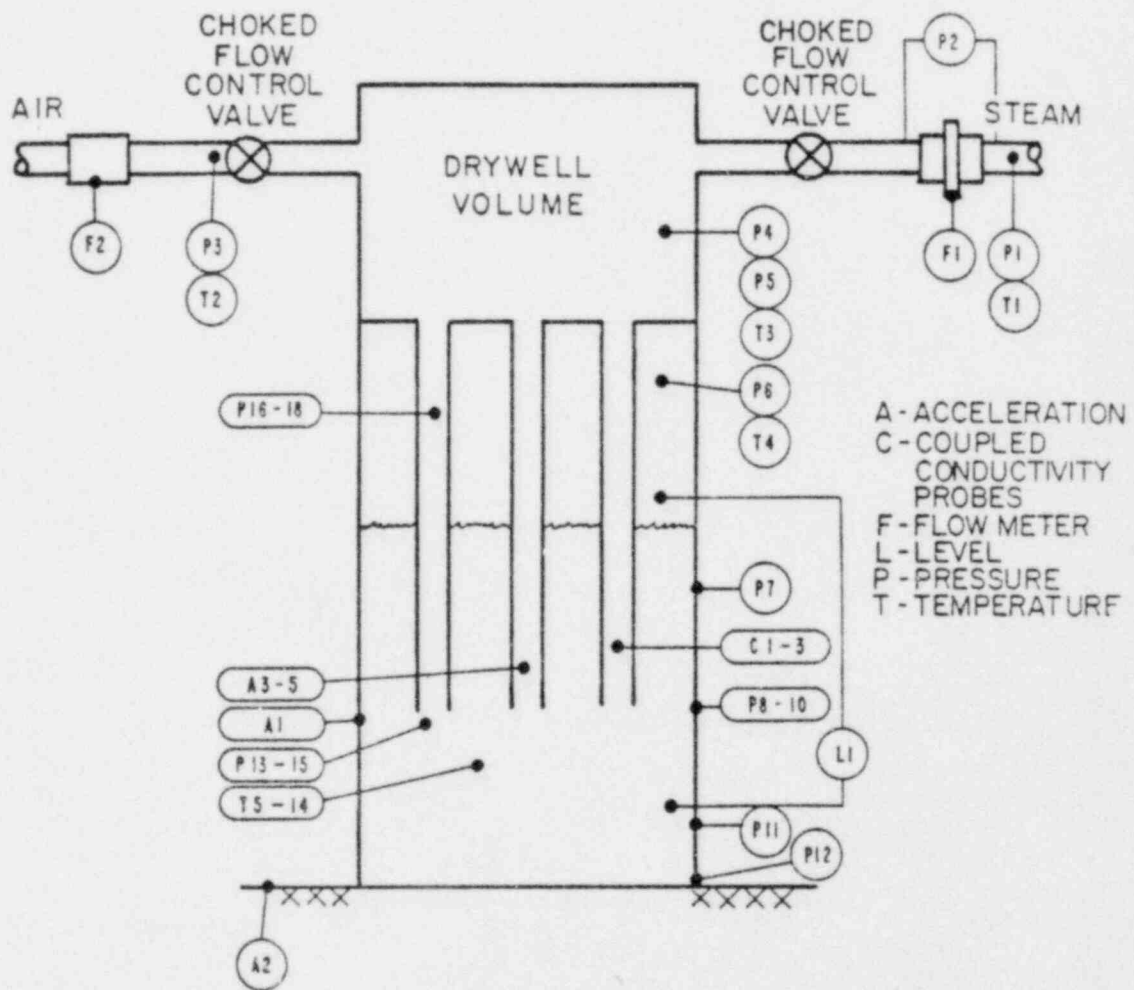 CHOKED
FLOW
CONTROL
VALVE
CHOKED
FLOW
CONTROL
VALVE
P2
AIR
STEAM
DRYWELL
VOLUME
F2
P3
T2
P4
F1
P1
P5
T1
T3
P16-18
P6
T4
A - ACCELERATION
C - COUPLED
CONDUCTIVITY
PROBES
F - FLOW METER
L - LEVEL
P - PRESSURE
T - TEMPERATURE
P7
C1-3
A3-5
A1
P8-10
P13-15
L1
T5-14
P11
P12
A2